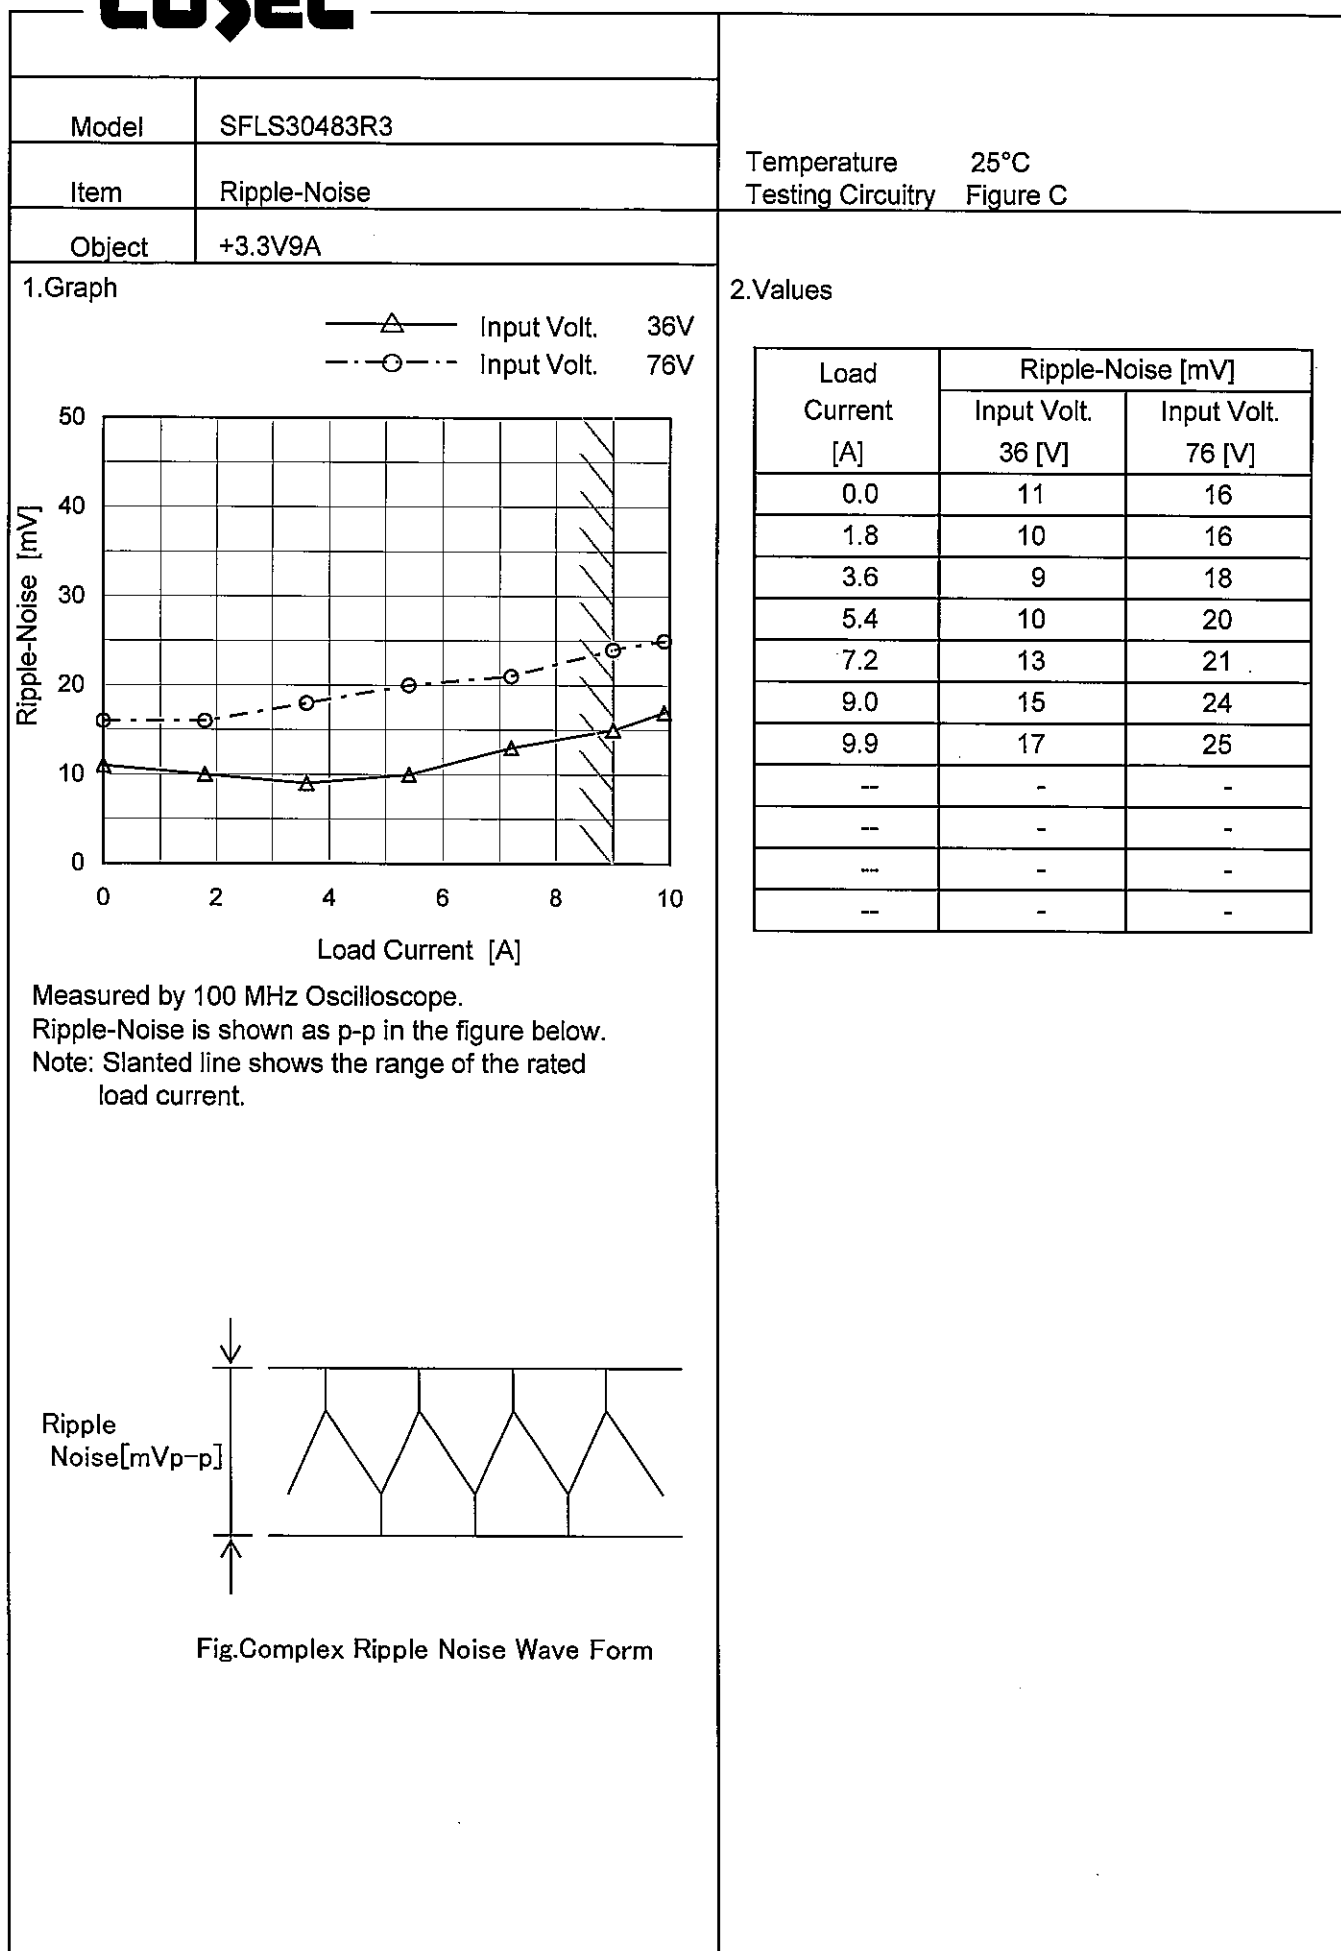 COSEL
Model SFLS30483R3
Item Ripple-Noise
Object +3.3V9A
Temperature 25°C
Testing Circuitry Figure C
1.Graph
Input Volt. 36V
Input Volt. 76V
50
40
30
20
10
0
Ripple-Noise [mV]
0 2 4 6 8 10
Load Current [A]
Measured by 100 MHz Oscilloscope.
Ripple-Noise is shown as p-p in the figure below.
Note: Slanted line shows the range of the rated
load current.
Ripple
Noise[mVp-p]
Fig.Complex Ripple Noise Wave Form
2.Values
Load Ripple-Noise [mV]
Current Input Volt. Input Volt.
[A] 36 [V] 76 [V]
0.0 11 16
1.8 10 16
3.6 9 18
5.4 10 20
7.2 13 21
9.0 15 24
9.9 17 25
-- - -
-- - -
-- - -
-- - -